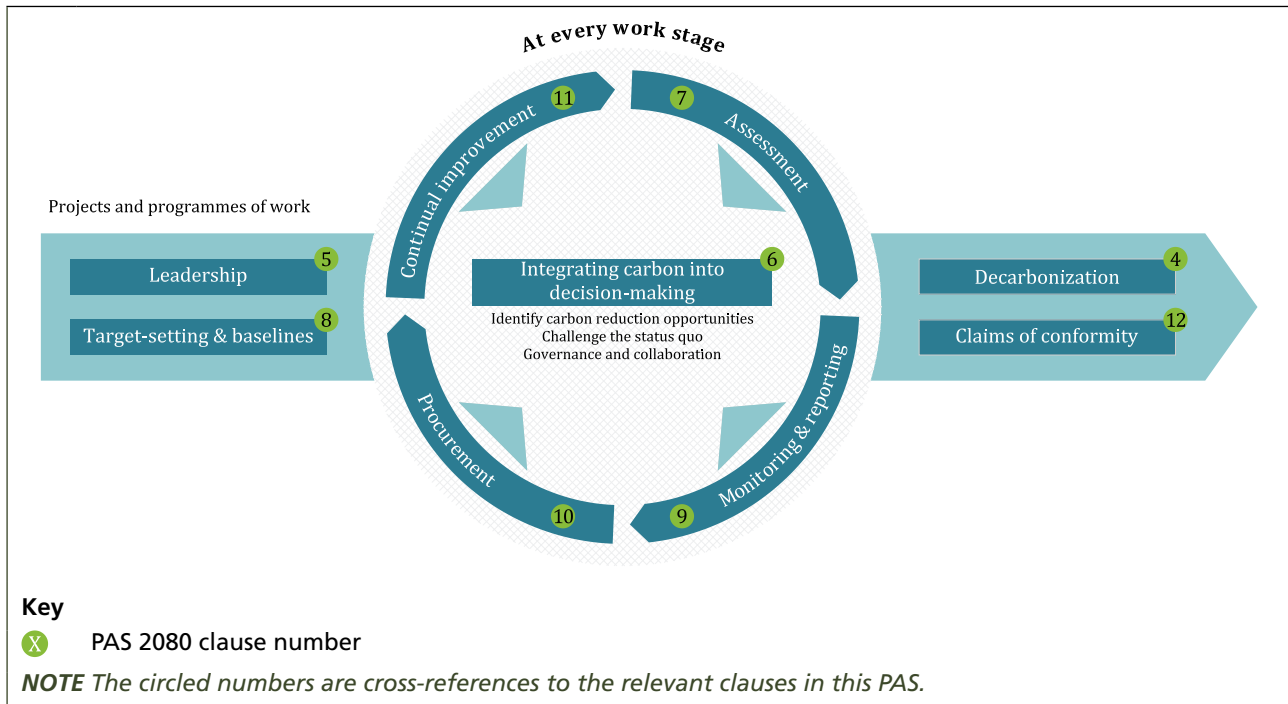 At every work stage
11
7
Continual improvement
Assessment
Projects and programmes of work
5
Leadership
8
Target-setting & baselines
6
Integrating carbon into
decision-making
Identify carbon reduction opportunities
Challenge the status quo
Governance and collaboration
4
Decarbonization
12
Claims of conformity
Procurement
Monitoring & reporting
10
9
Key
X PAS 2080 clause number
NOTE The circled numbers are cross-references to the relevant clauses in this PAS.